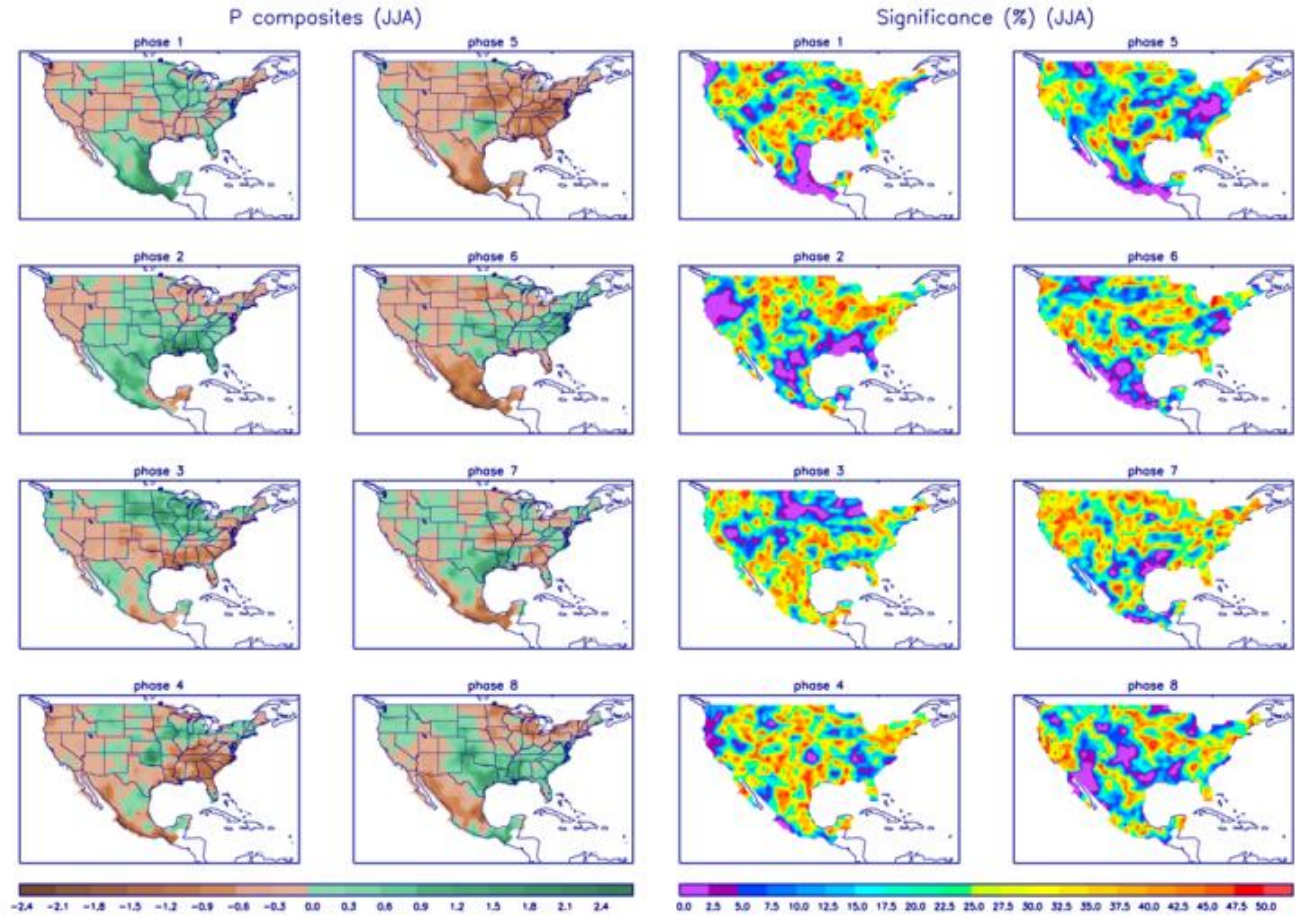 P composites (JJA) Significance (%) (JJA)
phase 1 phase 5 phase 1 phase 5
phase 2 phase 6 phase 2 phase 6
phase 3 phase 7 phase 3 phase 7
phase 4 phase 8 phase 4 phase 8
-2.4 -2.1 -1.8 -1.5 -1.2 -0.9 -0.6 -0.3 0.0 0.3 0.6 0.9 1.2 1.5 1.8 2.1 2.4 0.0 2.5 5.0 7.5 10.0 12.5 15.0 17.5 20.0 22.5 25.0 27.5 30.0 32.5 35.0 37.5 40.0 42.5 45.0 47.5 50.0